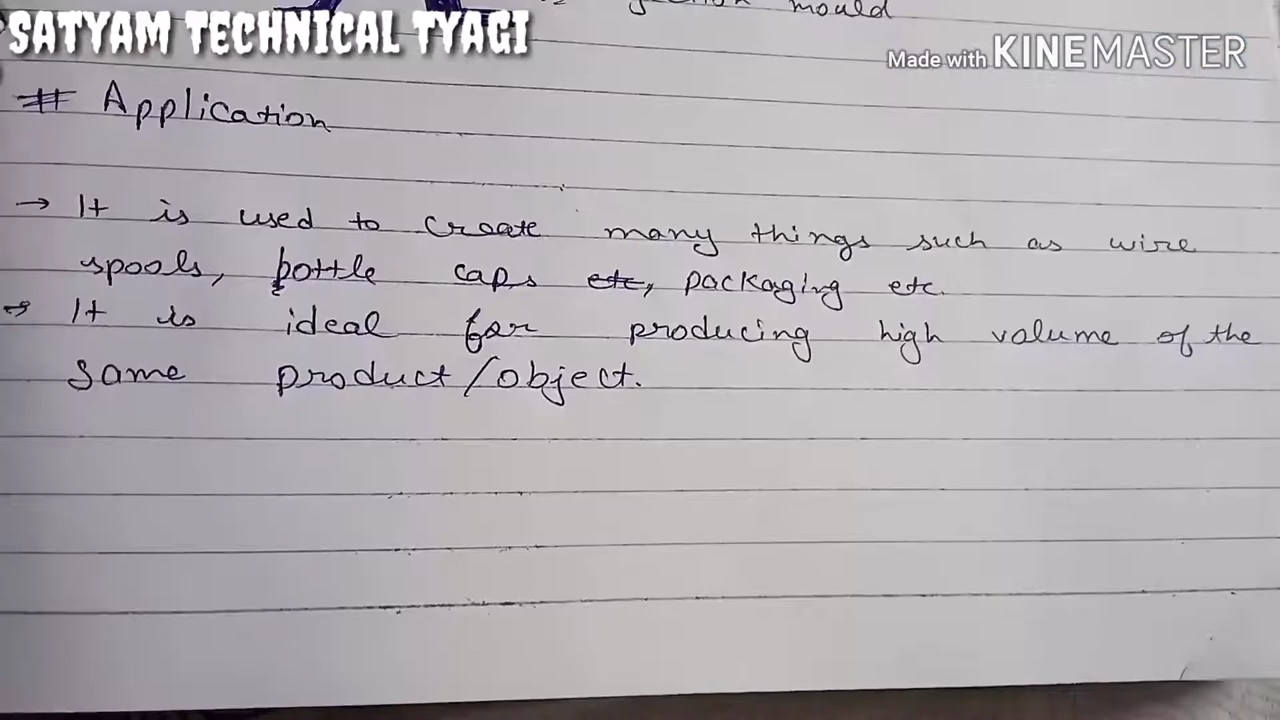 mould
SATYAM TECHNICAL TYAGI
Made with KINEMASTER
# Application
→ It is used to create many things such as wire
spools, bottle caps etc, packaging etc.
→ It is ideal for producing high volume of the
same product/object.